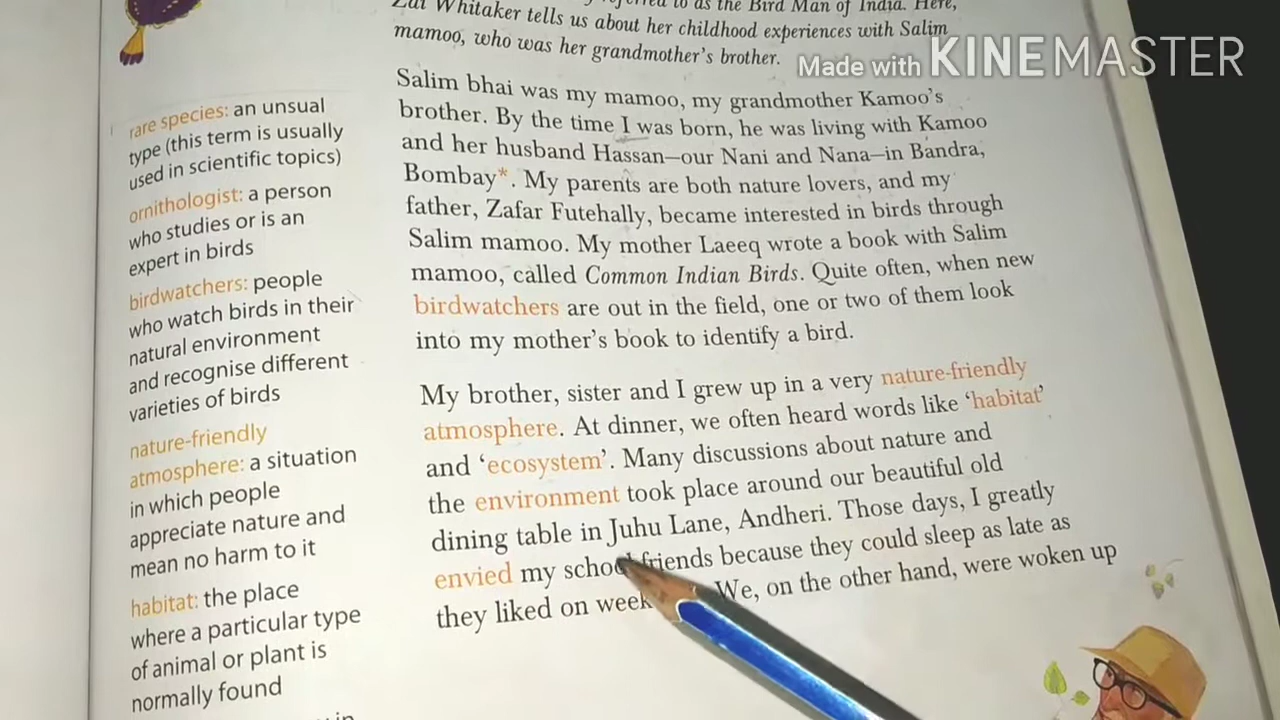 referred to as the Bird Man of India. Here,
Zai Whitaker tells us about her childhood experiences with Salim
mamoo, who was her grandmother's brother.
Made with KINEMASTER
Salim bhai was my mamoo, my grandmother Kamoo's
brother. By the time I was born, he was living with Kamoo
and her husband Hassan—our Nani and Nana—in Bandra,
Bombay*. My parents are both nature lovers, and my
father, Zafar Futehally, became interested in birds through
Salim mamoo. My mother Laeeq wrote a book with Salim
mamoo, called Common Indian Birds. Quite often, when new
birdwatchers are out in the field, one or two of them look
into my mother's book to identify a bird.
My brother, sister and I grew up in a very nature-friendly
atmosphere. At dinner, we often heard words like 'habitat'
and 'ecosystem'. Many discussions about nature and
the environment took place around our beautiful old
dining table in Juhu Lane, Andheri. Those days, I greatly
envied my school friends because they could sleep as late as
they liked on week We, on the other hand, were woken up
rare species: an unsual
type (this term is usually
used in scientific topics)
ornithologist: a person
who studies or is an
expert in birds
birdwatchers: people
who watch birds in their
natural environment
and recognise different
varieties of birds
nature-friendly
atmosphere: a situation
in which people
appreciate nature and
mean no harm to it
habitat: the place
where a particular type
of animal or plant is
normally found